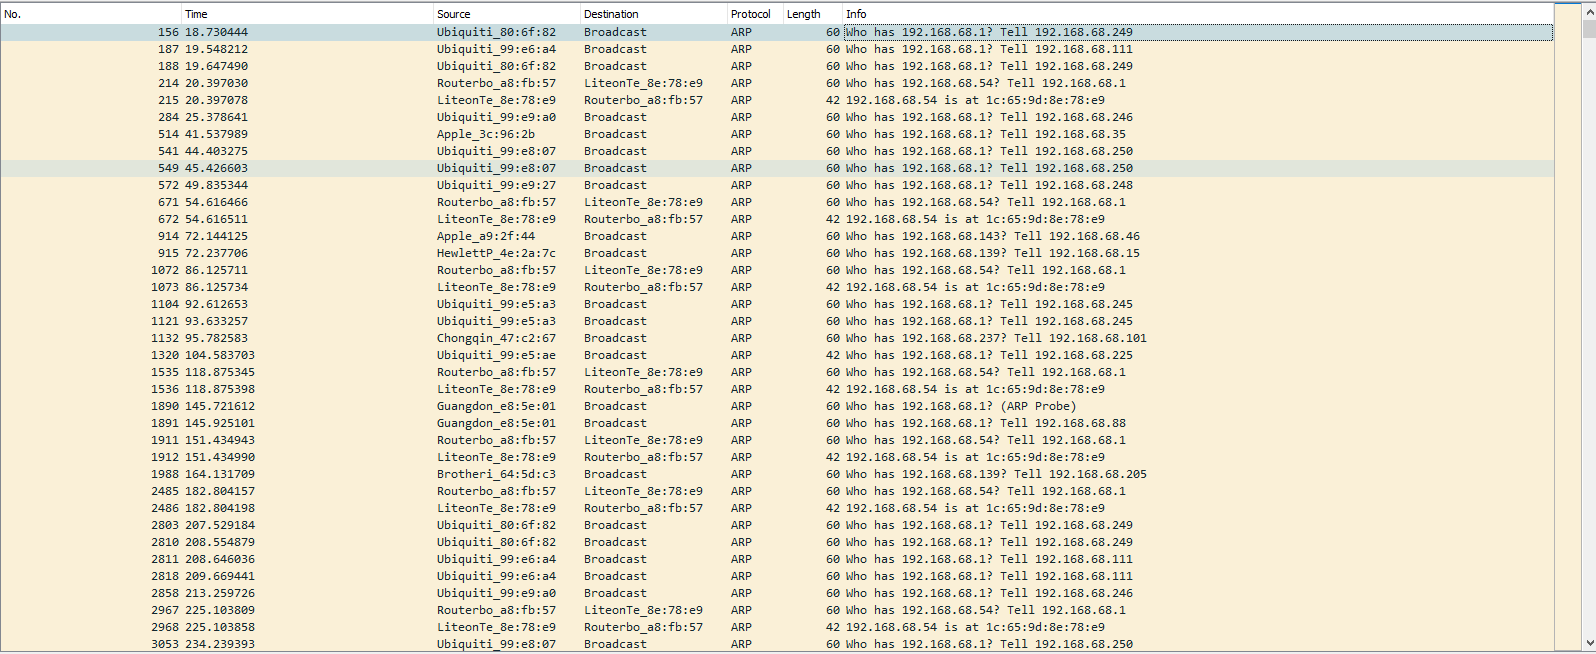 No. Time Source Destination Protocol Length Info
156 18.730444 Ubiquiti_80:6f:82 Broadcast ARP 60 Who has 192.168.68.1? Tell 192.168.68.249
187 19.548212 Ubiquiti_99:e6:a4 Broadcast ARP 60 Who has 192.168.68.1? Tell 192.168.68.111
188 19.647490 Ubiquiti_80:6f:82 Broadcast ARP 60 Who has 192.168.68.1? Tell 192.168.68.249
214 20.397030 Routerbo_a8:fb:57 LiteonTe_8e:78:e9 ARP 60 Who has 192.168.68.54? Tell 192.168.68.1
215 20.397078 LiteonTe_8e:78:e9 Routerbo_a8:fb:57 ARP 42 192.168.68.54 is at 1c:65:9d:8e:78:e9
284 25.378641 Ubiquiti_99:e9:a0 Broadcast ARP 60 Who has 192.168.68.1? Tell 192.168.68.246
514 41.537989 Apple_3c:96:2b Broadcast ARP 60 Who has 192.168.68.1? Tell 192.168.68.35
541 44.403275 Ubiquiti_99:e8:07 Broadcast ARP 60 Who has 192.168.68.1? Tell 192.168.68.250
549 45.426603 Ubiquiti_99:e8:07 Broadcast ARP 60 Who has 192.168.68.1? Tell 192.168.68.250
572 49.835344 Ubiquiti_99:e9:27 Broadcast ARP 60 Who has 192.168.68.1? Tell 192.168.68.248
671 54.616466 Routerbo_a8:fb:57 LiteonTe_8e:78:e9 ARP 60 Who has 192.168.68.54? Tell 192.168.68.1
672 54.616511 LiteonTe_8e:78:e9 Routerbo_a8:fb:57 ARP 42 192.168.68.54 is at 1c:65:9d:8e:78:e9
914 72.144125 Apple_a9:2f:44 Broadcast ARP 60 Who has 192.168.68.143? Tell 192.168.68.46
915 72.237706 HewlettP_4e:2a:7c Broadcast ARP 60 Who has 192.168.68.139? Tell 192.168.68.15
1072 86.125711 Routerbo_a8:fb:57 LiteonTe_8e:78:e9 ARP 60 Who has 192.168.68.54? Tell 192.168.68.1
1073 86.125734 LiteonTe_8e:78:e9 Routerbo_a8:fb:57 ARP 42 192.168.68.54 is at 1c:65:9d:8e:78:e9
1104 92.612653 Ubiquiti_99:e5:a3 Broadcast ARP 60 Who has 192.168.68.1? Tell 192.168.68.245
1121 93.633257 Ubiquiti_99:e5:a3 Broadcast ARP 60 Who has 192.168.68.1? Tell 192.168.68.245
1132 95.782583 Chongqin_47:c2:67 Broadcast ARP 60 Who has 192.168.68.237? Tell 192.168.68.101
1320 104.583703 Ubiquiti_99:e5:ae Broadcast ARP 42 Who has 192.168.68.1? Tell 192.168.68.225
1535 118.875345 Routerbo_a8:fb:57 LiteonTe_8e:78:e9 ARP 60 Who has 192.168.68.54? Tell 192.168.68.1
1536 118.875398 LiteonTe_8e:78:e9 Routerbo_a8:fb:57 ARP 42 192.168.68.54 is at 1c:65:9d:8e:78:e9
1890 145.721612 Guangdon_e8:5e:01 Broadcast ARP 60 Who has 192.168.68.1? (ARP Probe)
1891 145.925101 Guangdon_e8:5e:01 Broadcast ARP 60 Who has 192.168.68.1? Tell 192.168.68.88
1911 151.434943 Routerbo_a8:fb:57 LiteonTe_8e:78:e9 ARP 60 Who has 192.168.68.54? Tell 192.168.68.1
1912 151.434990 LiteonTe_8e:78:e9 Routerbo_a8:fb:57 ARP 42 192.168.68.54 is at 1c:65:9d:8e:78:e9
1988 164.131709 Brotheri_64:5d:c3 Broadcast ARP 60 Who has 192.168.68.139? Tell 192.168.68.205
2485 182.804157 Routerbo_a8:fb:57 LiteonTe_8e:78:e9 ARP 60 Who has 192.168.68.54? Tell 192.168.68.1
2486 182.804198 LiteonTe_8e:78:e9 Routerbo_a8:fb:57 ARP 42 192.168.68.54 is at 1c:65:9d:8e:78:e9
2803 207.529184 Ubiquiti_80:6f:82 Broadcast ARP 60 Who has 192.168.68.1? Tell 192.168.68.249
2810 208.554879 Ubiquiti_80:6f:82 Broadcast ARP 60 Who has 192.168.68.1? Tell 192.168.68.249
2811 208.646036 Ubiquiti_99:e6:a4 Broadcast ARP 60 Who has 192.168.68.1? Tell 192.168.68.111
2818 209.669441 Ubiquiti_99:e6:a4 Broadcast ARP 60 Who has 192.168.68.1? Tell 192.168.68.111
2858 213.259726 Ubiquiti_99:e9:a0 Broadcast ARP 60 Who has 192.168.68.1? Tell 192.168.68.246
2967 225.103809 Routerbo_a8:fb:57 LiteonTe_8e:78:e9 ARP 60 Who has 192.168.68.54? Tell 192.168.68.1
2968 225.103858 LiteonTe_8e:78:e9 Routerbo_a8:fb:57 ARP 42 192.168.68.54 is at 1c:65:9d:8e:78:e9
3053 234.239393 Ubiquiti_99:e8:07 Broadcast ARP 60 Who has 192.168.68.1? Tell 192.168.68.250